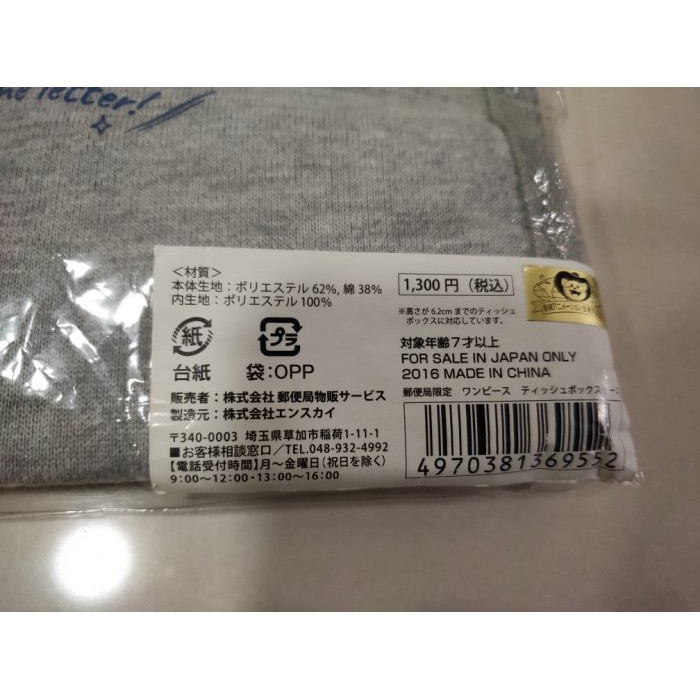 letter!
<材質>
本体生地：ポリエステル 62%, 綿 38%
内生地：ポリエステル 100%
紙
プラ
台紙 袋:OPP
販売者：株式会社 郵便局物販サービス
製造元：株式会社エンスカイ
〒340-0003 埼玉県草加市稲荷1-11-1
■お客様相談窓口／TEL.048-932-4992
【電話受付時間】月～金曜日（祝日を除く）
9：00～12：00・13：00～16：00
1,300円（税込）
※高さが 6.2cm までのティッシュ
ボックスに対応しています。
対象年齢7才以上
FOR SALE IN JAPAN ONLY
2016 MADE IN CHINA
郵便局限定 ワンピース ティッシュボックス
4970381369552